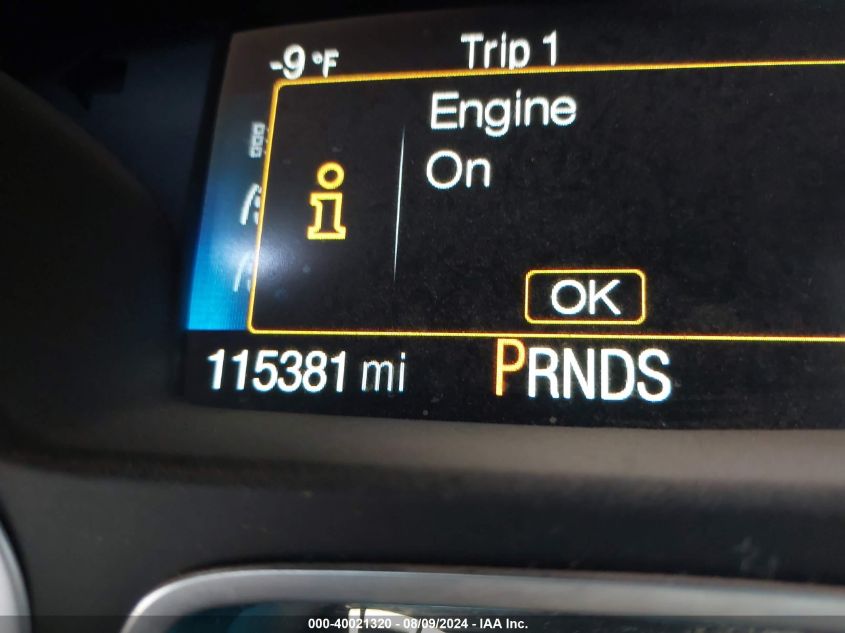 -9 °F
Trip 1
Engine
On
OK
115381 mi
PRNDS
000-40021320 - 08/09/2024 - IAA Inc.